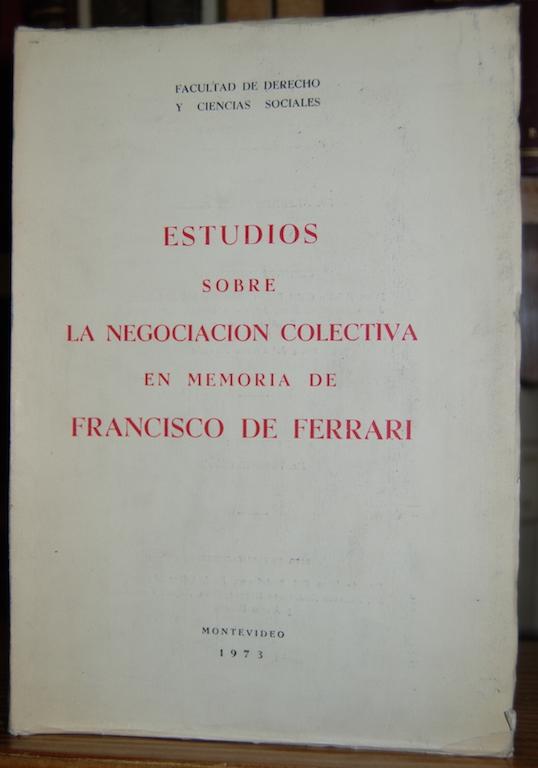 FACULTAD DE DERECHO
Y CIENCIAS SOCIALES
ESTUDIOS
SOBRE
LA NEGOCIACION COLECTIVA
EN MEMORIA DE
FRANCISCO DE FERRARI
MONTEVIDEO
1973